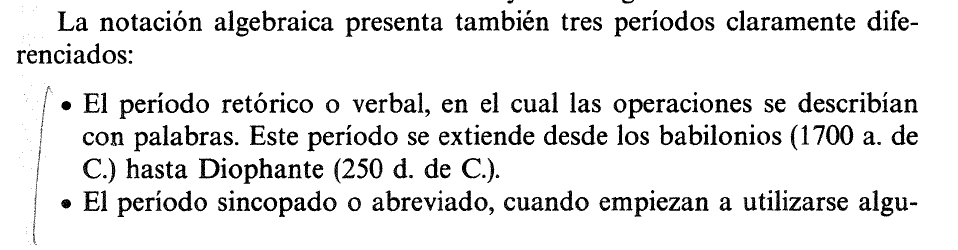 La notación algebraica presenta también tres períodos claramente dife-
renciados:
• El período retórico o verbal, en el cual las operaciones se describían
con palabras. Este período se extiende desde los babilonios (1700 a. de
C.) hasta Diophante (250 d. de C.).
• El período sincopado o abreviado, cuando empiezan a utilizarse algu-